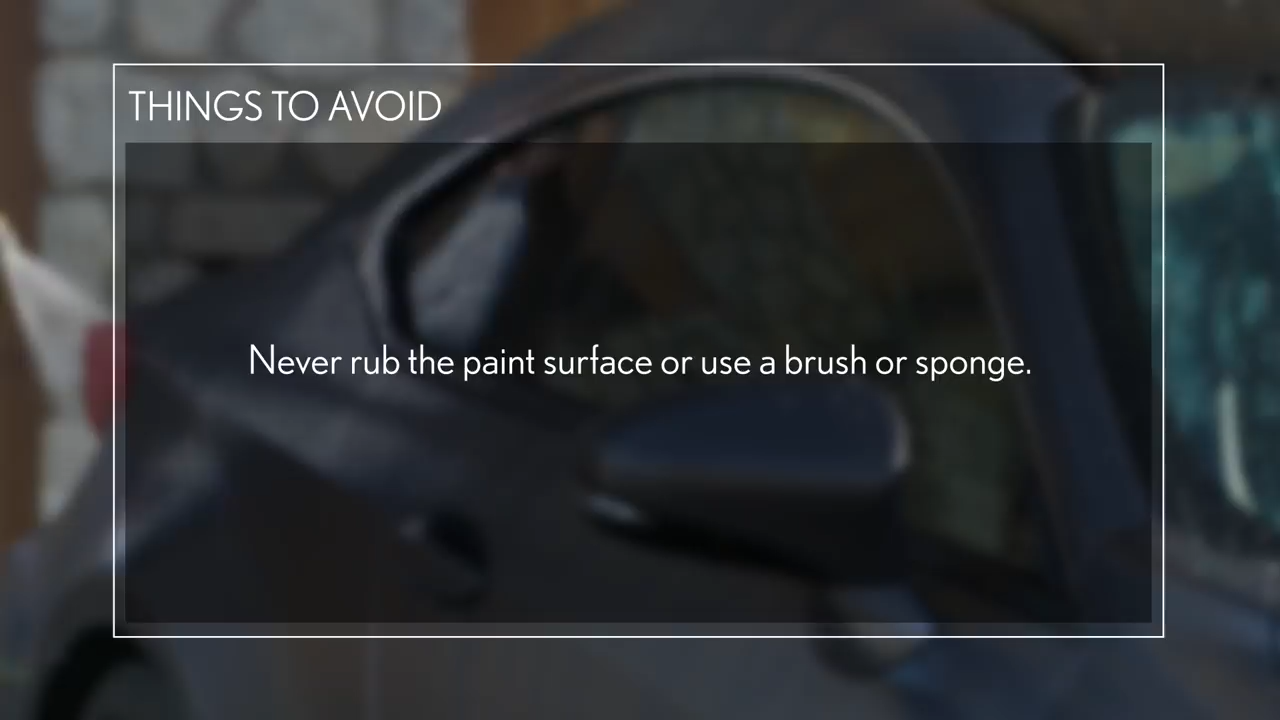 THINGS TO AVOID
Never rub the paint surface or use a brush or sponge.